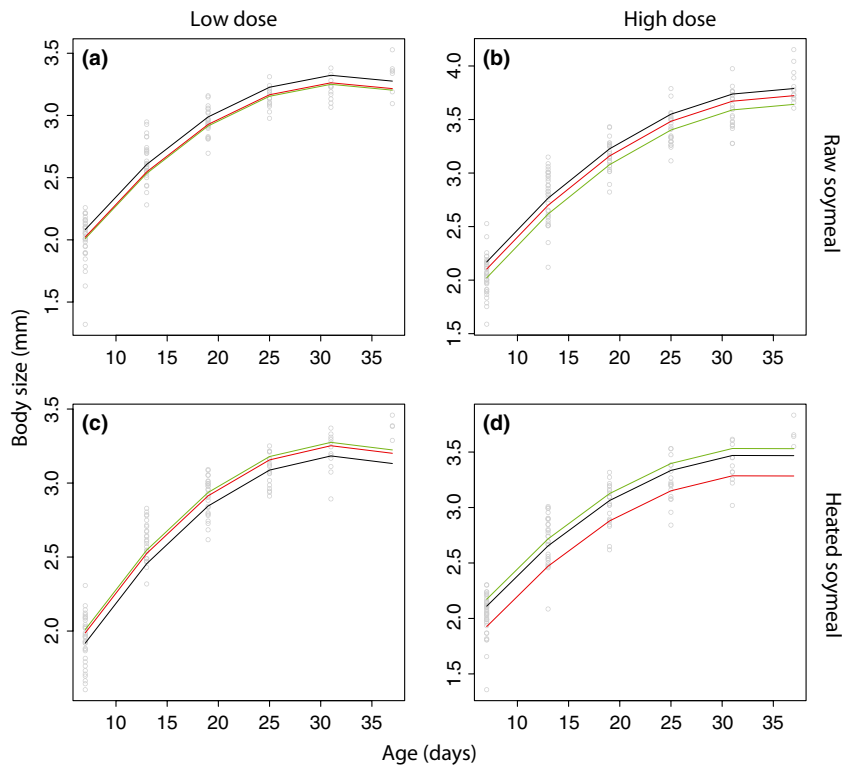 Low dose
High dose
(a)
1.5 2.0 2.5 3.0 3.5
10 15 20 25 30 35
(b)
1.5 2.0 2.5 3.0 3.5 4.0
10 15 20 25 30 35
Raw soymeal
Body size (mm)
(c)
2.0 2.5 3.0 3.5
10 15 20 25 30 35
(d)
1.5 2.0 2.5 3.0 3.5
10 15 20 25 30 35
Heated soymeal
Age (days)